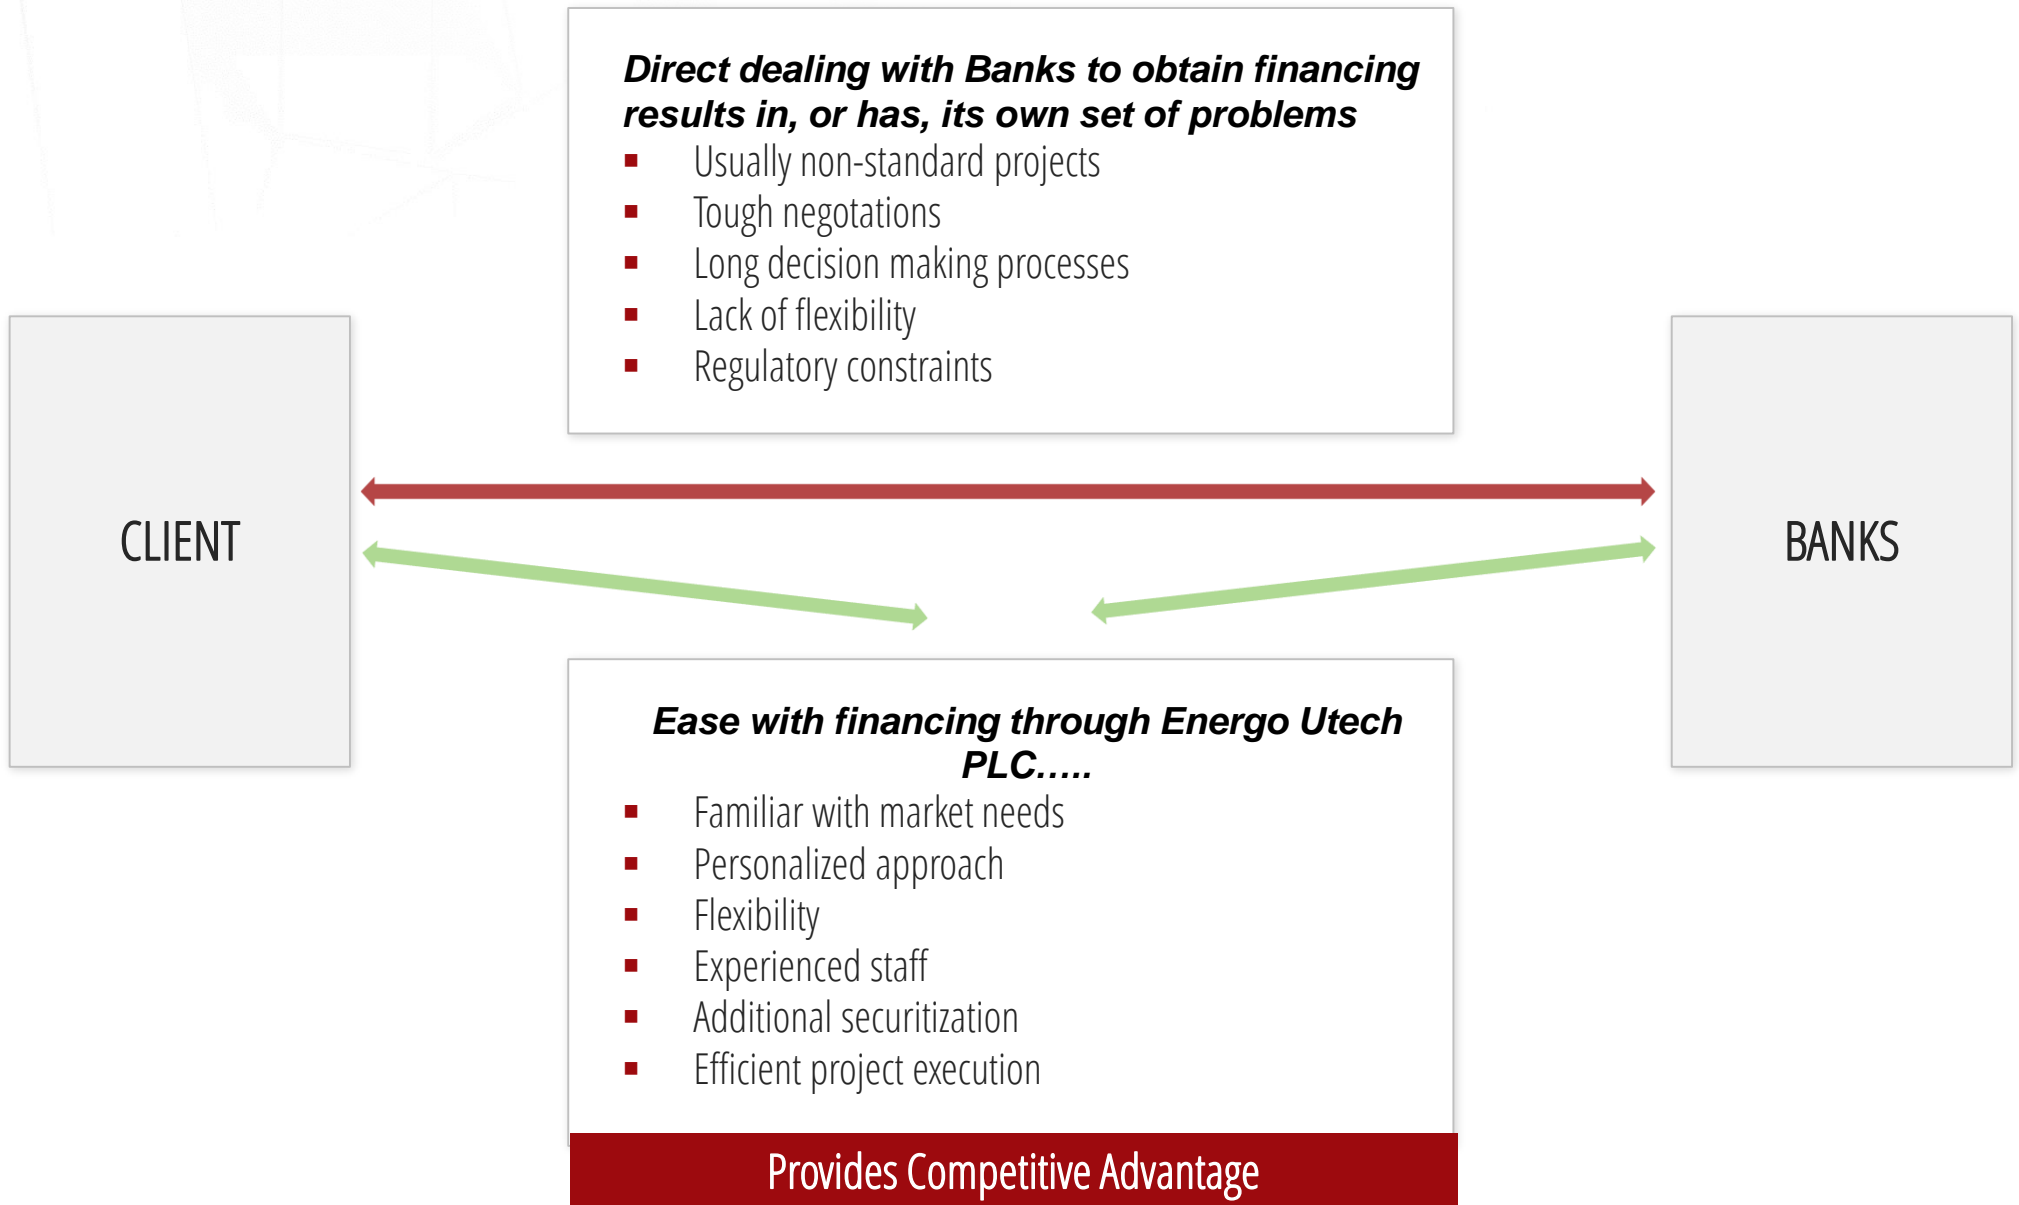 Direct dealing with Banks to obtain financing
results in, or has, its own set of problems
Usually non-standard projects
Tough negotations
Long decision making processes
Lack of flexibility
Regulatory constraints
CLIENT
BANKS
Ease with financing through Energo Utech
PLC.....
Familiar with market needs
Personalized approach
Flexibility
Experienced staff
Additional securitization
Efficient project execution
Provides Competitive Advantage